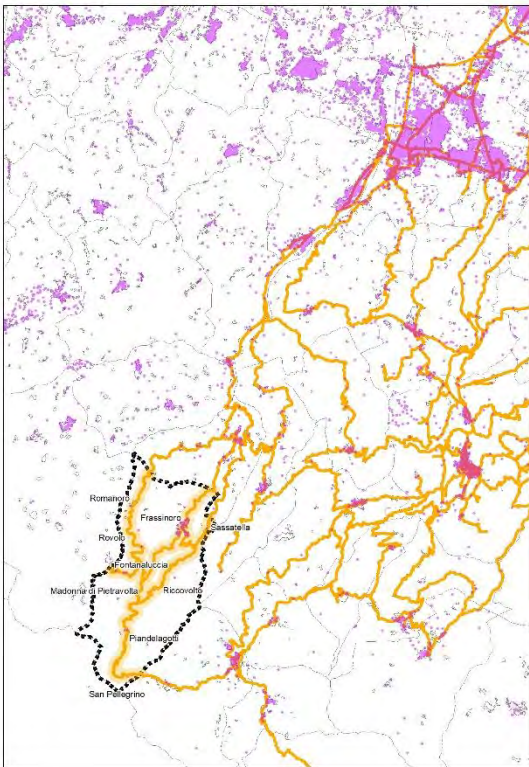 Romanoro
Frassinoro
Sassatella
Rovolo
Fontanaluccia
Madonna di Pietravolta
Riccovolto
Piandelagotti
San Pellegrino